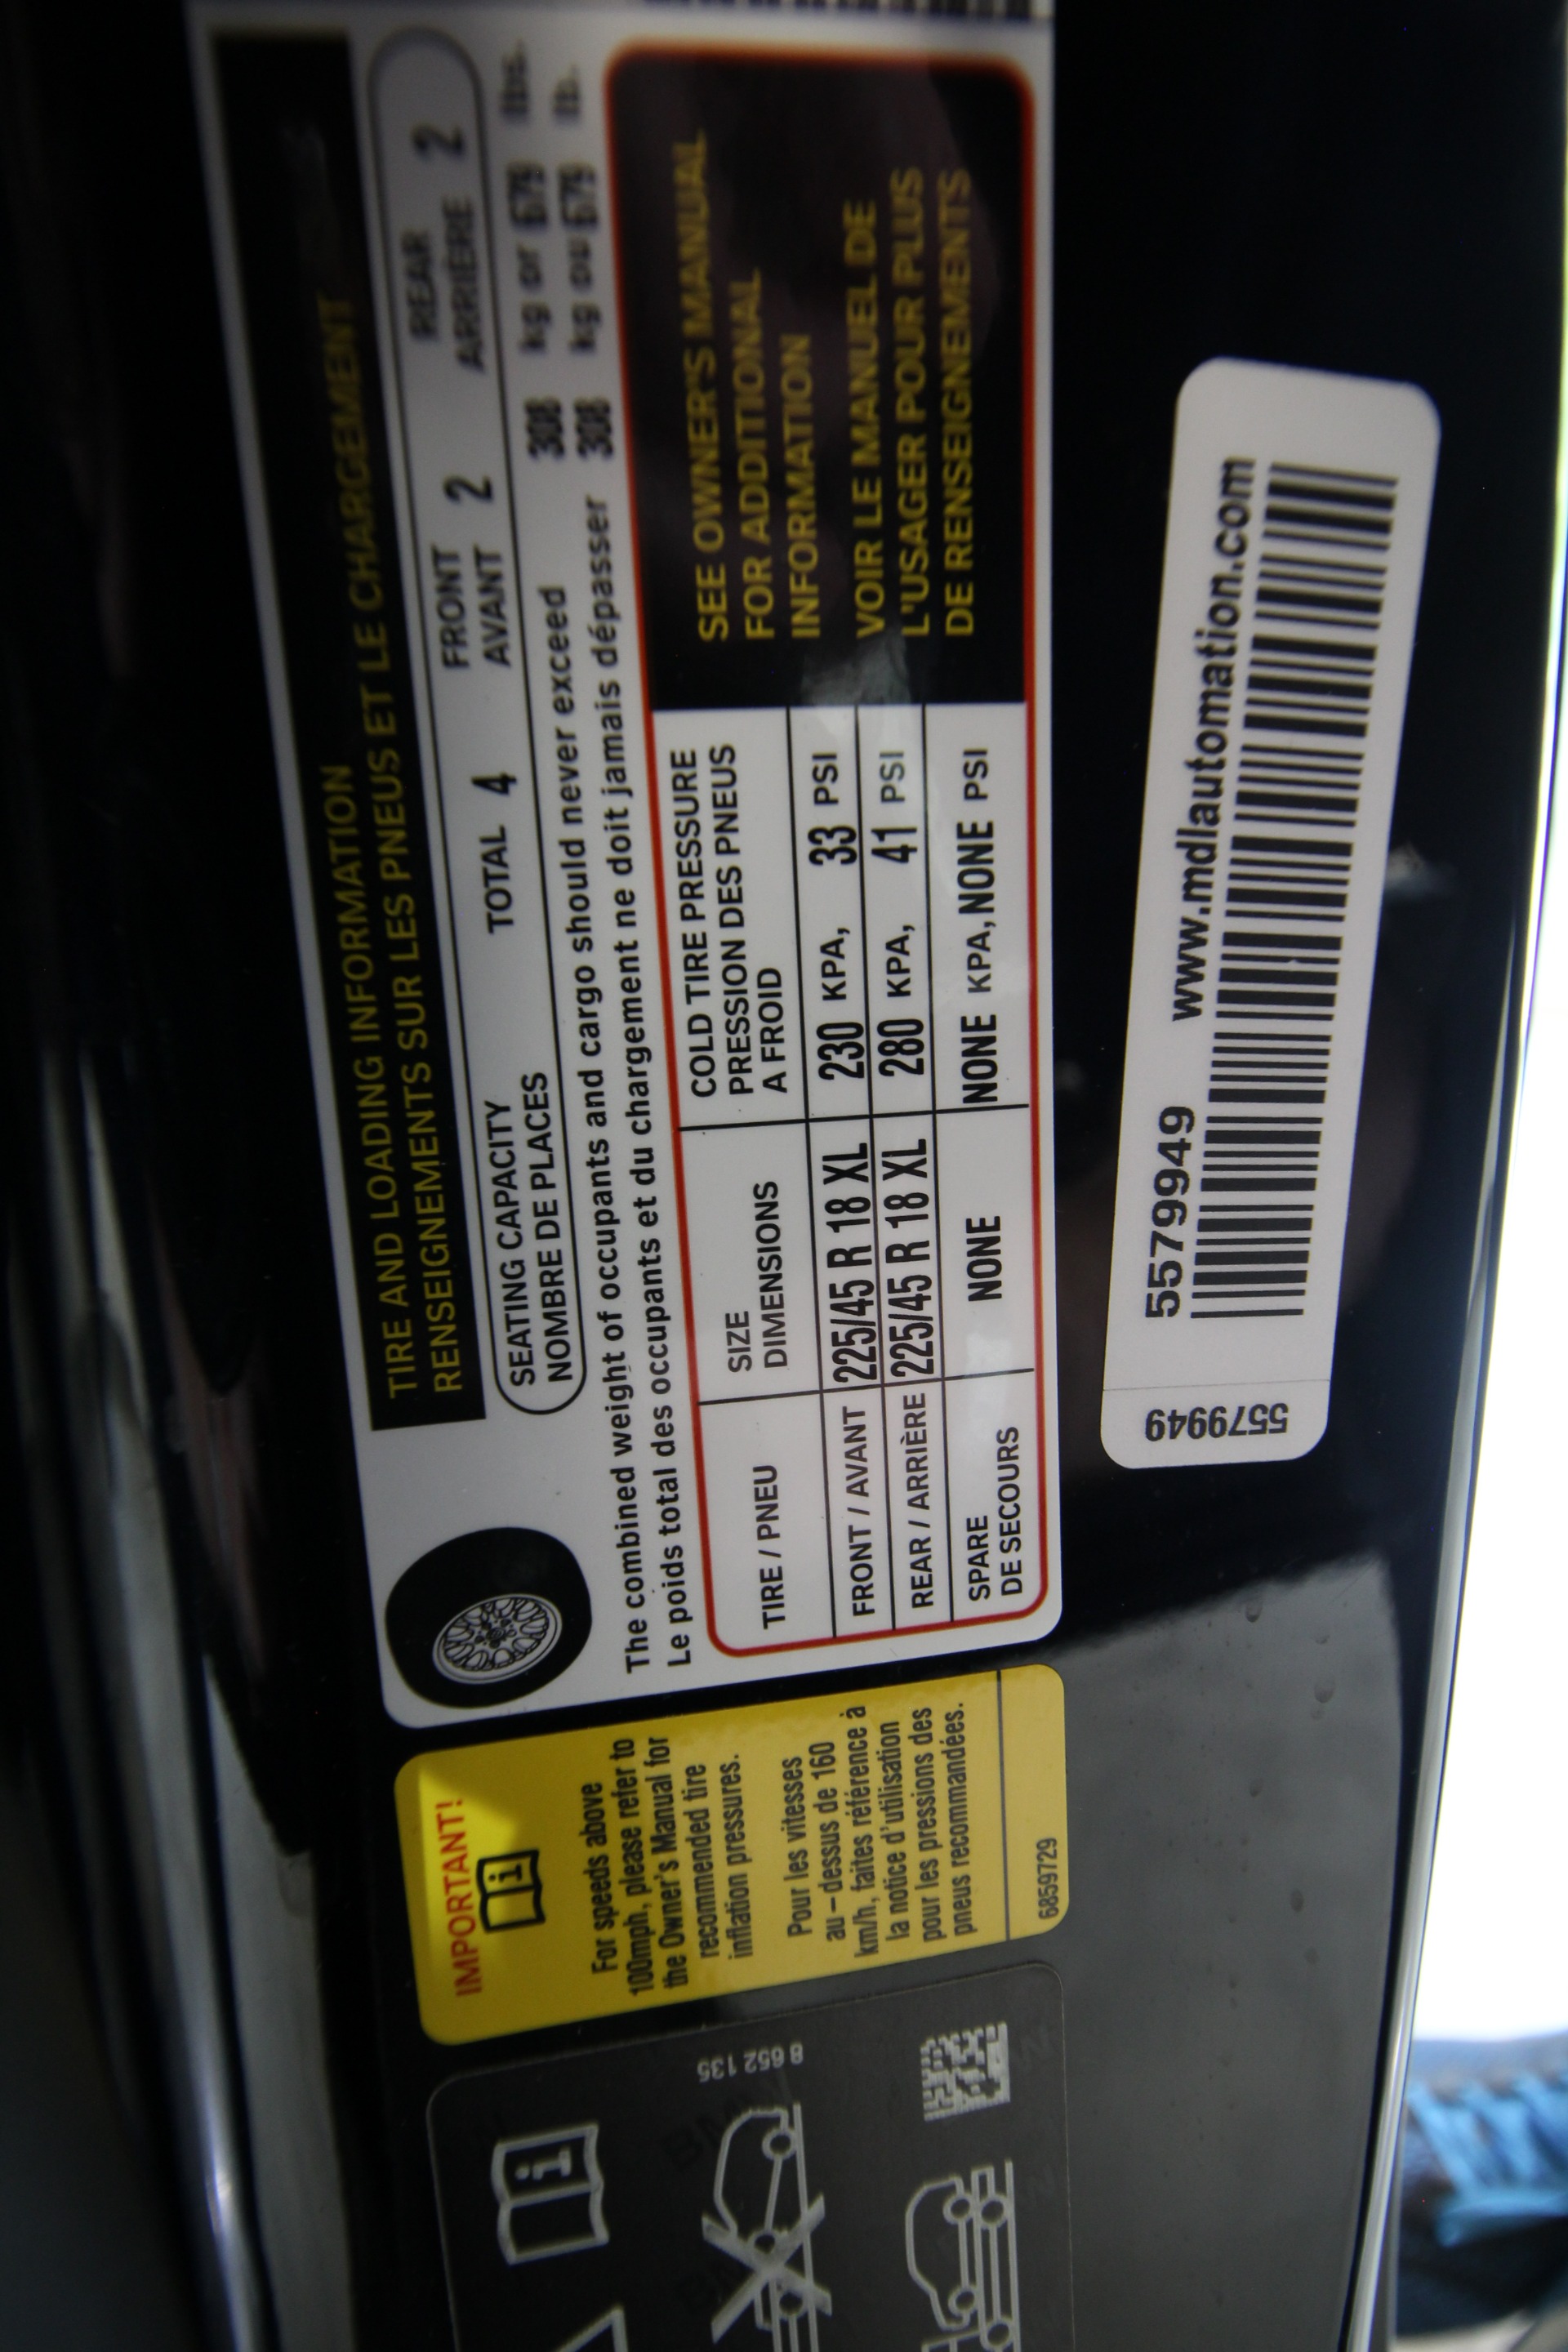 TIRE AND LOADING INFORMATION
RENSEIGNEMENTS SUR LES PNEUS ET LE CHARGEMENT
SEATING CAPACITY
NOMBRE DE PLACES
TOTAL 4
FRONT
AVANT 2
REAR
ARRIÈRE 2
The combined weight of occupants and cargo should never exceed 308 kg or 679 lbs.
Le poids total des occupants et du chargement ne doit jamais dépasser 308 kg ou 679 lb.
TIRE / PNEU
SIZE
DIMENSIONS
COLD TIRE PRESSURE
PRESSION DES PNEUS
A FROID
FRONT / AVANT 225/45 R 18 XL 230 KPA, 33 PSI
REAR / ARRIÈRE 225/45 R 18 XL 280 KPA, 41 PSI
SPARE
DE SECOURS NONE NONE KPA, NONE PSI
SEE OWNER'S MANUAL
FOR ADDITIONAL
INFORMATION
VOIR LE MANUEL DE
L'USAGER POUR PLUS
DE RENSEIGNEMENTS
IMPORTANT!
For speeds above
100mph, please refer to
the Owner's Manual for
recommended tire
inflation pressures.
Pour les vitesses
au-dessus de 160
km/h, faites référence à
la notice d'utilisation
pour les pressions des
pneus recommandées.
6859729
8 652 135
5579949
5579949 www.mdlautomation.com